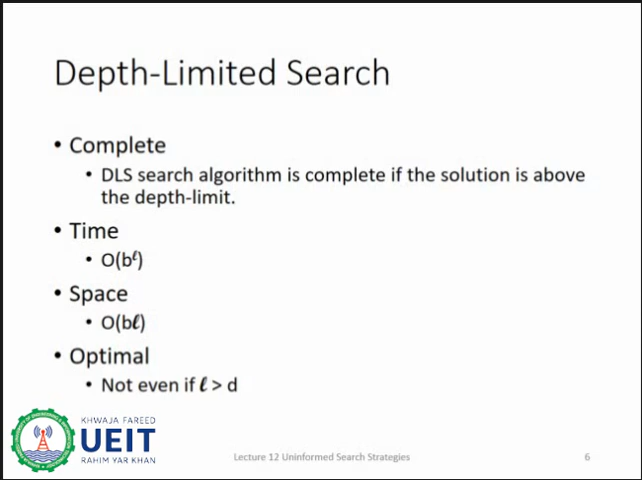 Depth-Limited Search
• Complete
• DLS search algorithm is complete if the solution is above
the depth-limit.
• Time
• O(bℓ)
• Space
• O(bℓ)
• Optimal
• Not even if ℓ > d
KHWAJA FAREED
UEIT
RAHIM YAR KHAN
Lecture 12 Uninformed Search Strategies
6